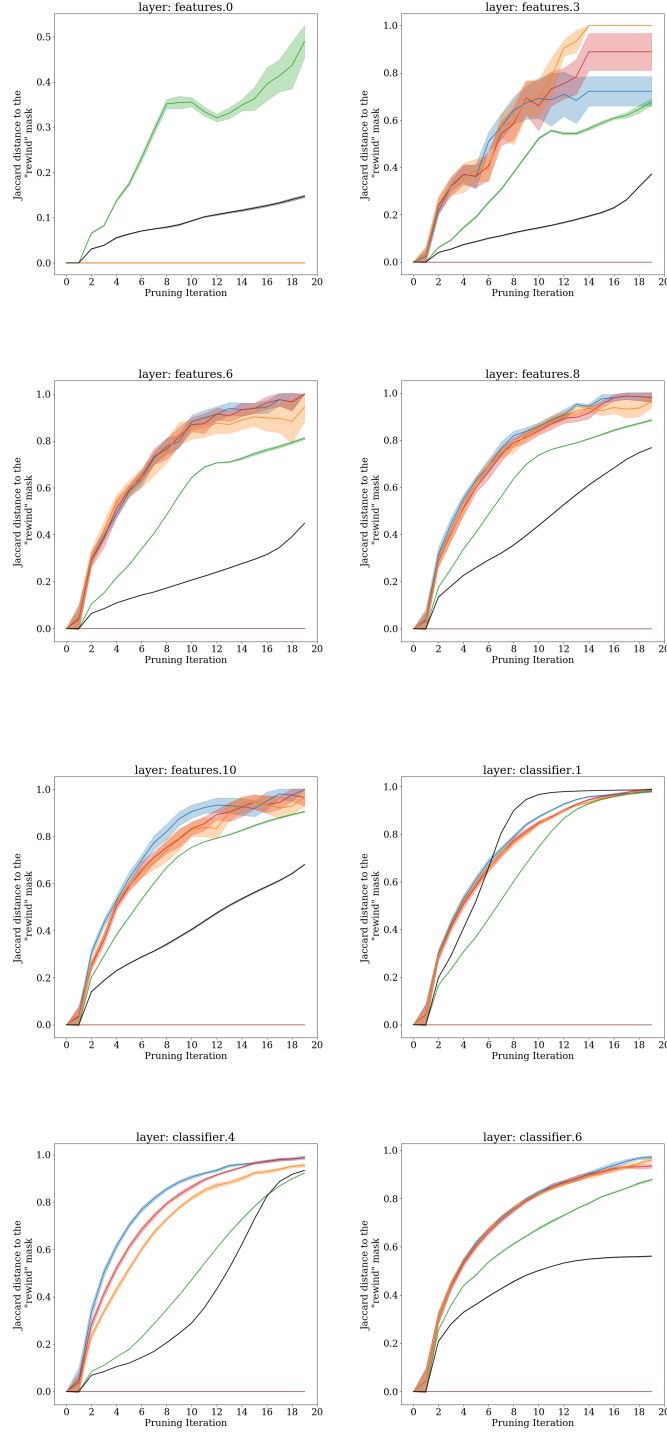 layer: features.0
Jaccard distance to the
"rewind" mask
0.5
0.4
0.3
0.2
0.1
0.0
0 2 4 6 8 10 12 14 16 18 20
Pruning Iteration
layer: features.3
Jaccard distance to the
"rewind" mask
1.0
0.8
0.6
0.4
0.2
0.0
0 2 4 6 8 10 12 14 16 18 20
Pruning Iteration
layer: features.6
Jaccard distance to the
"rewind" mask
1.0
0.8
0.6
0.4
0.2
0.0
0 2 4 6 8 10 12 14 16 18 20
Pruning Iteration
layer: features.8
Jaccard distance to the
"rewind" mask
1.0
0.8
0.6
0.4
0.2
0.0
0 2 4 6 8 10 12 14 16 18 20
Pruning Iteration
layer: features.10
Jaccard distance to the
"rewind" mask
1.0
0.8
0.6
0.4
0.2
0.0
0 2 4 6 8 10 12 14 16 18 20
Pruning Iteration
layer: classifier.1
Jaccard distance to the
"rewind" mask
1.0
0.8
0.6
0.4
0.2
0.0
0 2 4 6 8 10 12 14 16 18 20
Pruning Iteration
layer: classifier.4
Jaccard distance to the
"rewind" mask
1.0
0.8
0.6
0.4
0.2
0.0
0 2 4 6 8 10 12 14 16 18 20
Pruning Iteration
layer: classifier.6
Jaccard distance to the
"rewind" mask
1.0
0.8
0.6
0.4
0.2
0.0
0 2 4 6 8 10 12 14 16 18 20
Pruning Iteration